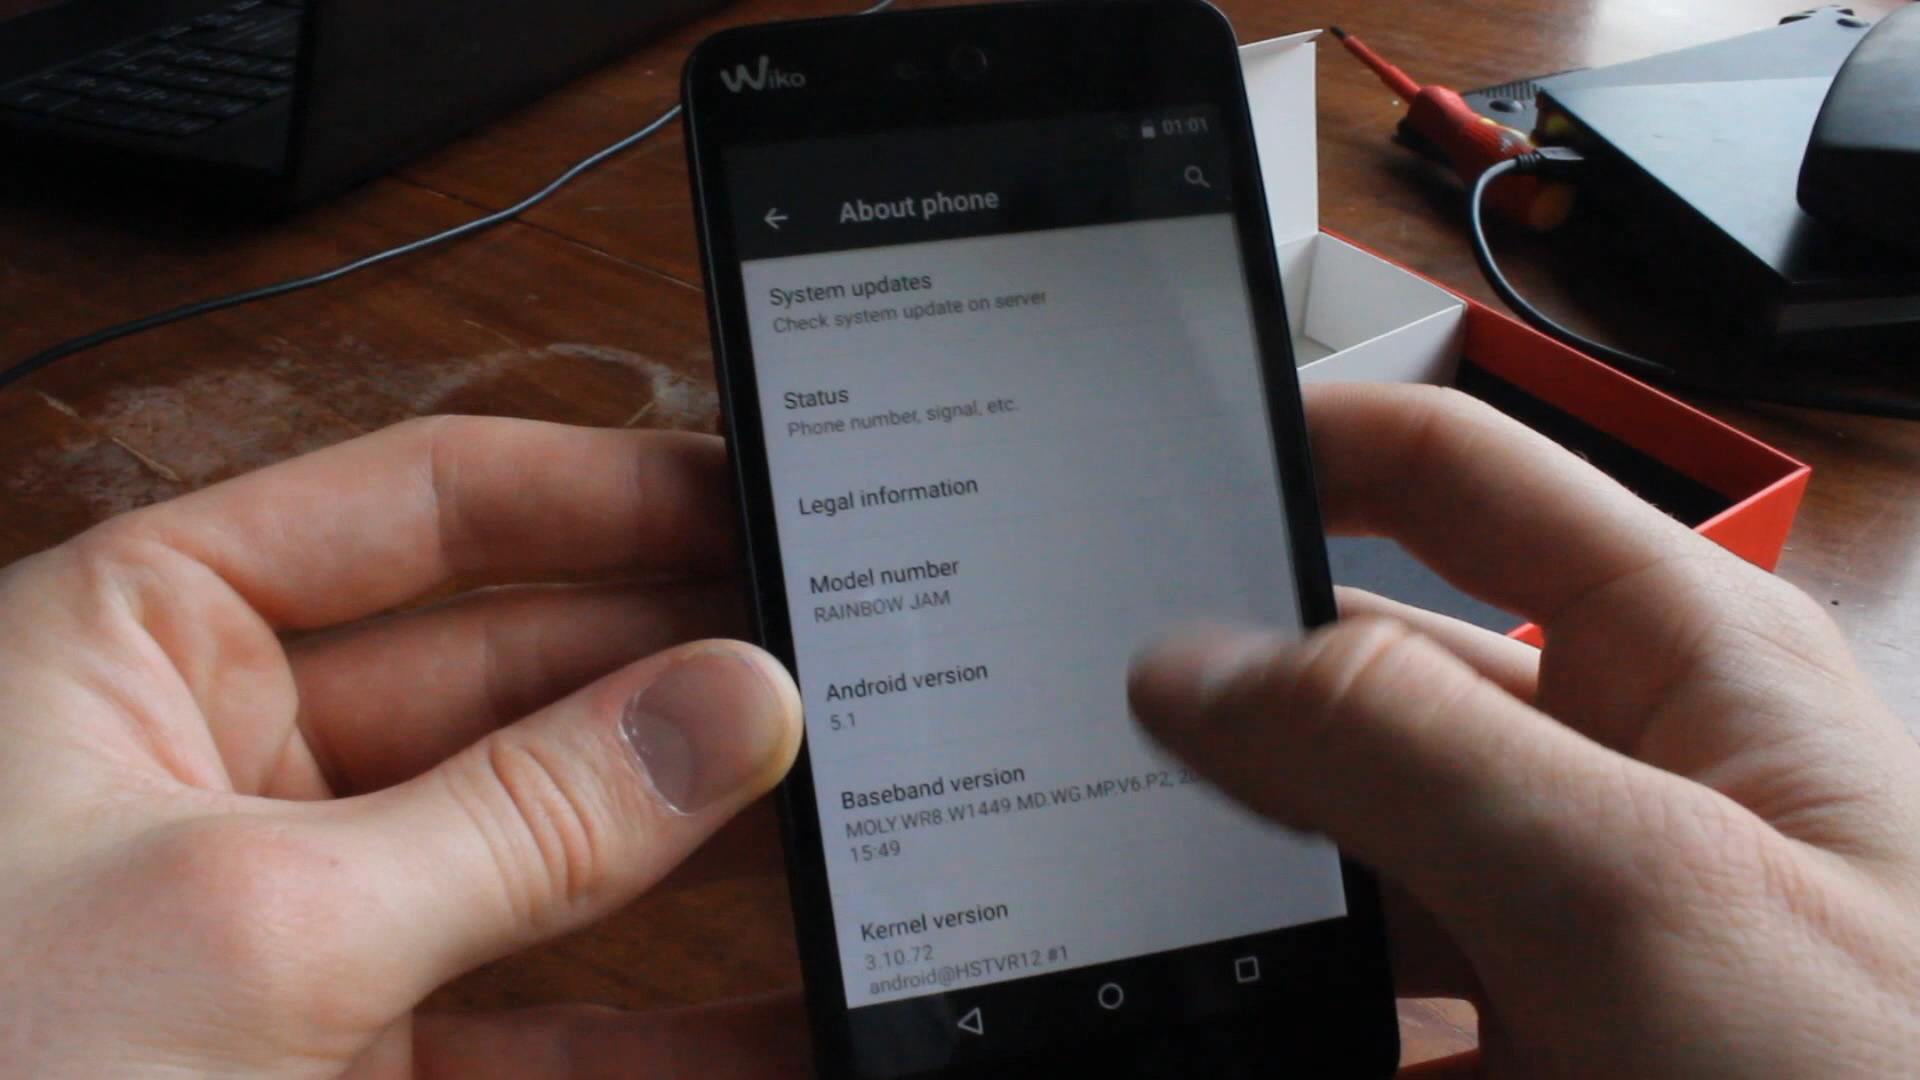 Wiko
01:01
About phone
System updates
Check system update on server
Status
Phone number, signal, etc.
Legal information
Model number
RAINBOW JAM
Android version
5.1
Baseband version
MOLY.WR8.W1449.MD.WG.MP.V6.P2,
15:49
Kernel version
3.10.72
android@HSTVR12 #1